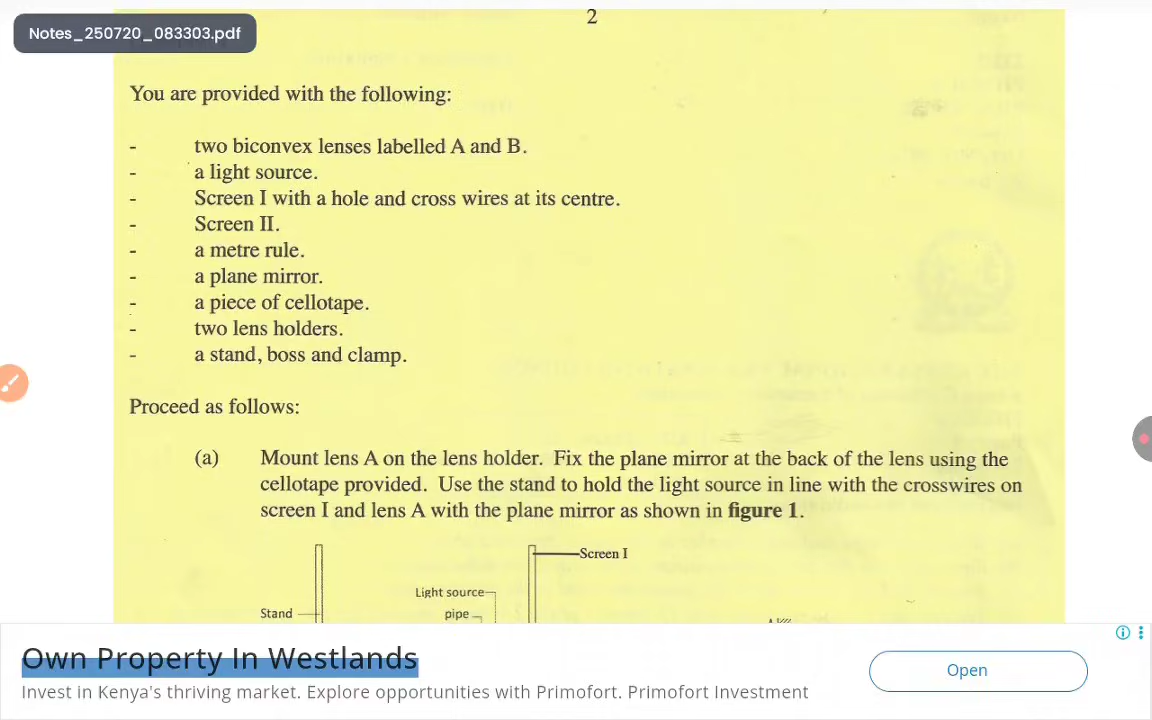 2
Notes_250720_083303.pdf
You are provided with the following:
- two biconvex lenses labelled A and B.
- a light source.
- Screen I with a hole and cross wires at its centre.
- Screen II.
- a metre rule.
- a plane mirror.
- a piece of cellotape.
- two lens holders.
- a stand, boss and clamp.
Proceed as follows:
(a) Mount lens A on the lens holder. Fix the plane mirror at the back of the lens using the
cellotape provided. Use the stand to hold the light source in line with the crosswires on
screen I and lens A with the plane mirror as shown in figure 1.
Screen I
Light source
Stand
pipe
A
Own Property In Westlands
Open
Invest in Kenya's thriving market. Explore opportunities with Primofort. Primofort Investment